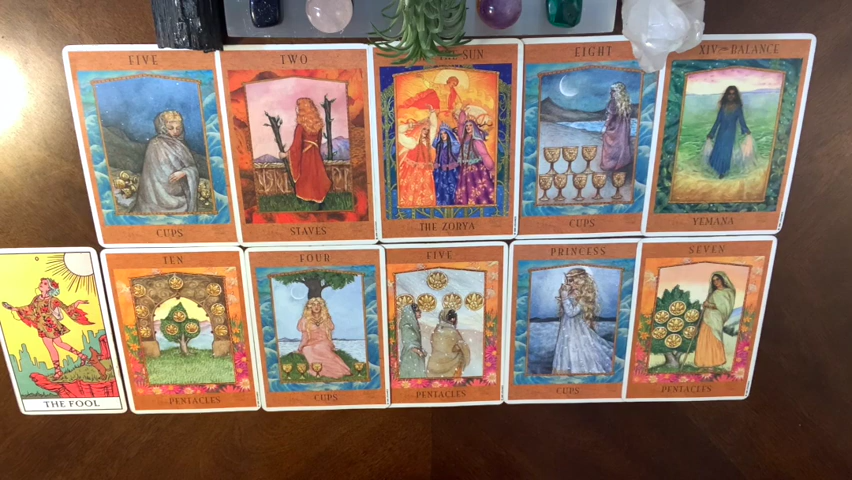 FIVE
CUPS
TWO
STAVES
SUN
THE ZORYA
EIGHT
CUPS
XIV BALANCE
YEMANA
THE FOOL
TEN
PENTACLES
FOUR
CUPS
FIVE
PENTACLES
PRINCESS
CUPS
SEVEN
PENTACLES